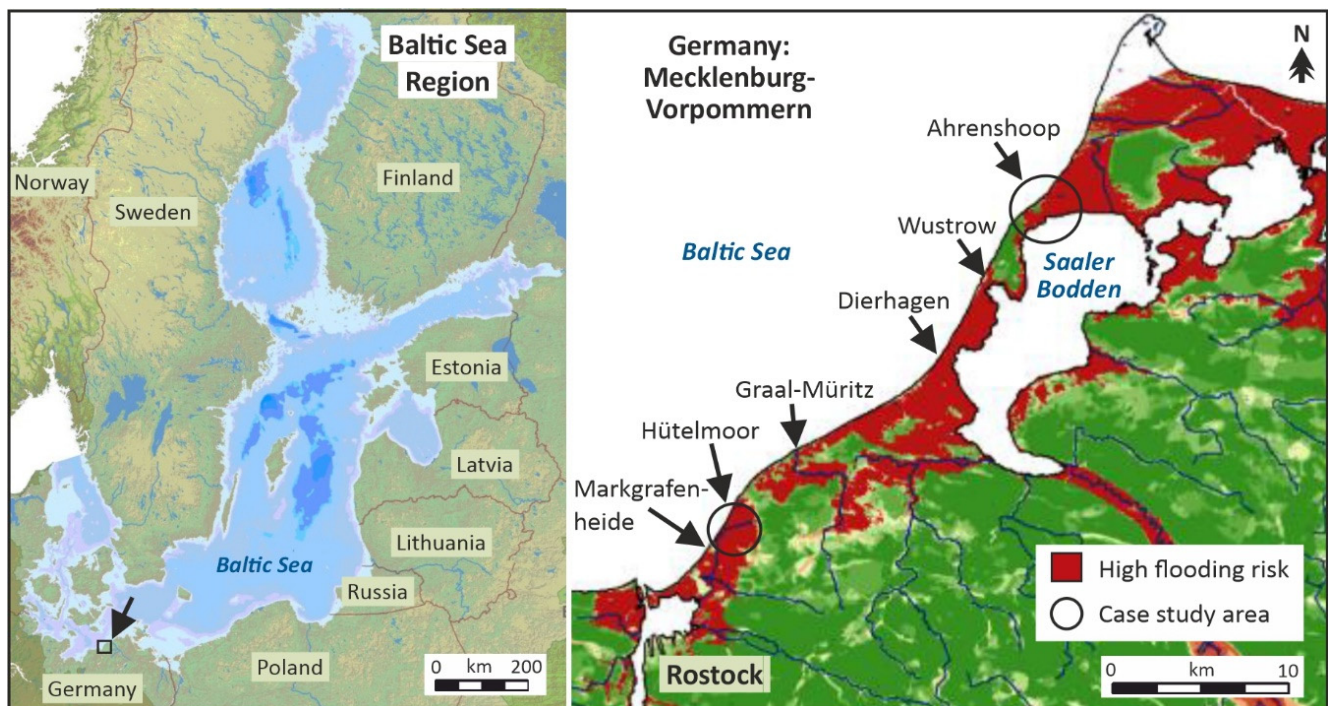 Baltic Sea
Region
Norway
Sweden
Finland
Estonia
Latvia
Lithuania
Baltic Sea
Russia
Poland
Germany
0 km 200
Germany:
Mecklenburg-
Vorpommern
N
Ahrenshoop
Wustrow
Baltic Sea
Saaler
Bodden
Dierhagen
Graal-Müritz
Hütelmoor
Markgrafen-
heide
High flooding risk
Case study area
Rostock
0 km 10